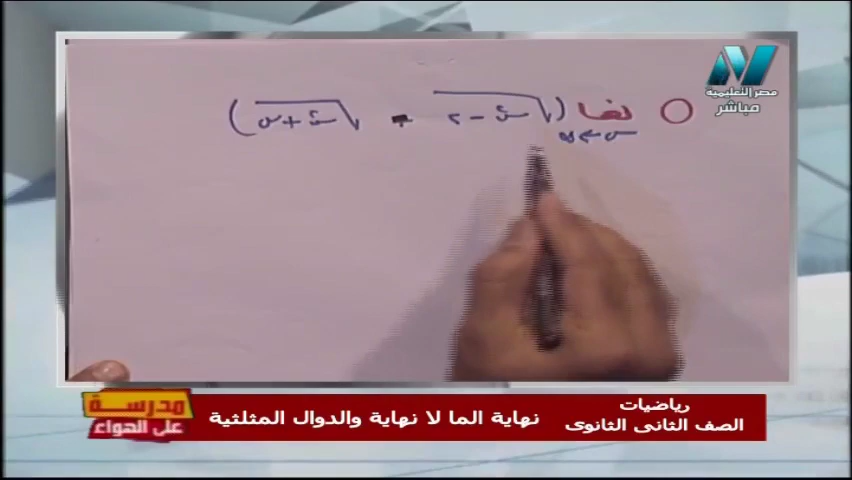 مصر التعليمية
مباشر
نهــا (√س² - ٢ - √س² + س)
س ← ∞
مدرسة
على الهواء
رياضيات
الصف الثانى الثانوى
نهاية الما لا نهاية والدوال المثلثية